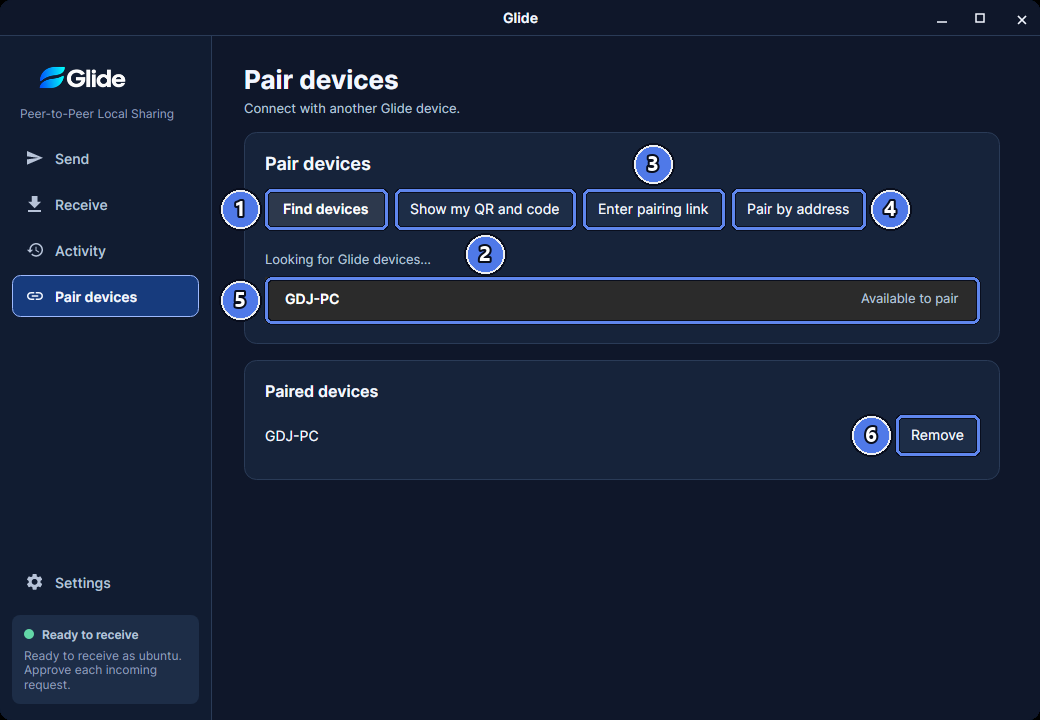 Glide
Glide
Peer-to-Peer Local Sharing
Send
Receive
Activity
Pair devices
Settings
Ready to receive
Ready to receive as ubuntu.
Approve each incoming
request.
Pair devices
Connect with another Glide device.
Pair devices
3
1 Find devices Show my QR and code Enter pairing link Pair by address 4
Looking for Glide devices... 2
5 GDJ-PC Available to pair
Paired devices
GDJ-PC 6 Remove